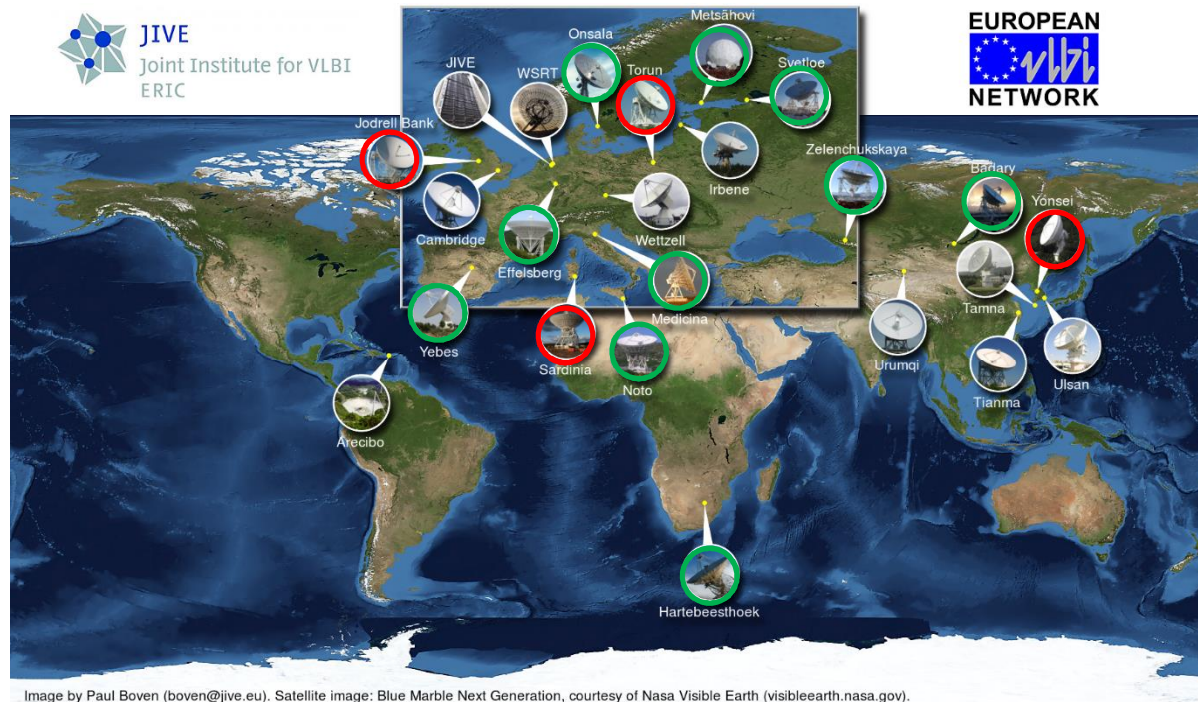 JIVE
Joint Institute for VLBI
ERIC
EUROPEAN
vlbi
NETWORK
Metsähovi
Onsala
JIVE
WSRT
Torun
Svetloe
Jodrell Bank
Zelenchukskaya
Badary
Irbene
Yonsei
Cambridge
Wettzell
Effelsberg
Tamna
Medicina
Yebes
Sardinia
Noto
Urumqi
Tianma
Ulsan
Arecibo
Hartebeesthoek
Image by Paul Boven (boven@jive.eu). Satellite image: Blue Marble Next Generation, courtesy of Nasa Visible Earth (visibleearth.nasa.gov).